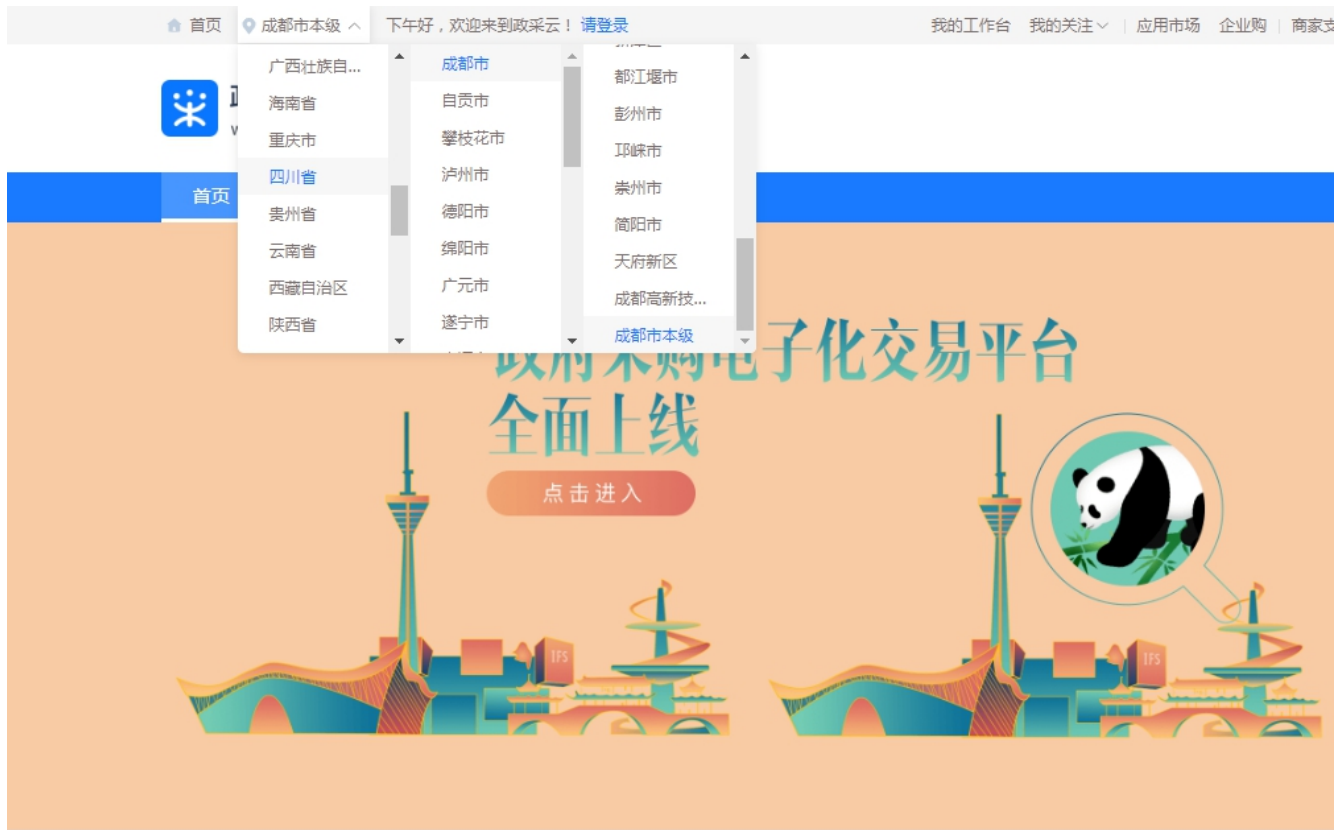 首页 成都市本级 下午好，欢迎来到政采云！ 请登录 我的工作台 我的关注 应用市场 企业购 商家支
广西壮族自...
海南省
重庆市
四川省
贵州省
云南省
西藏自治区
陕西省
成都市
自贡市
攀枝花市
泸州市
德阳市
绵阳市
广元市
遂宁市
都江堰市
彭州市
邛崃市
崇州市
简阳市
天府新区
成都高新技...
成都市本级
首页
政府采购电子化交易平台
全面上线
点击进入
IFS
IFS